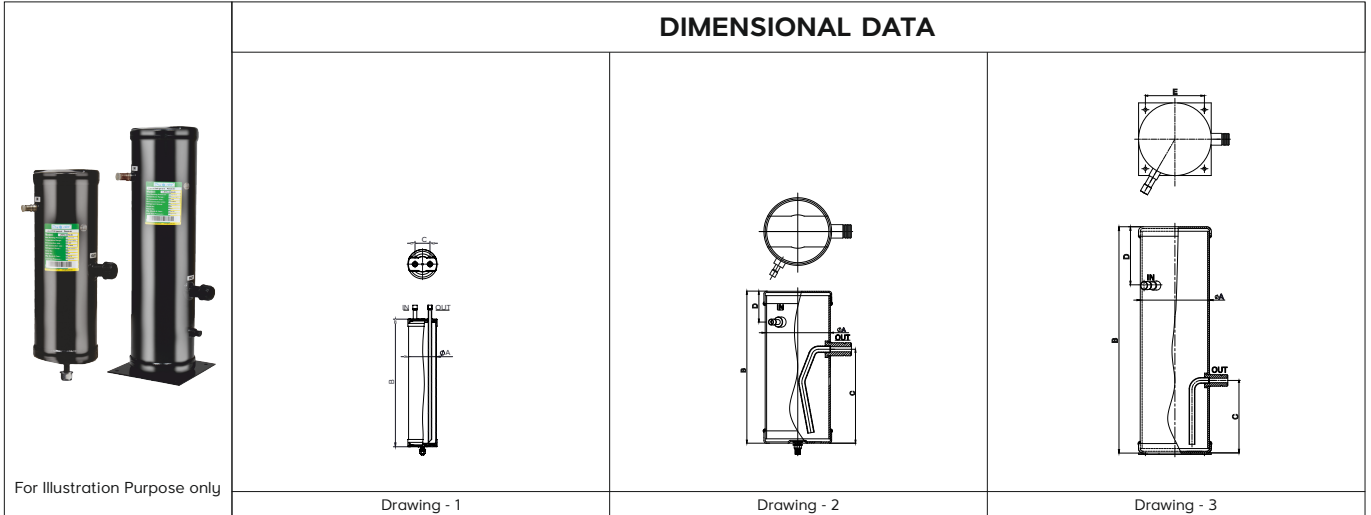 DIMENSIONAL DATA
For Illustration Purpose only
C
IN
OUT
ØA
B
Drawing - 1
D
IN
øA
OUT
B
C
Drawing - 2
E
D
IN
øA
B
OUT
C
Drawing - 3